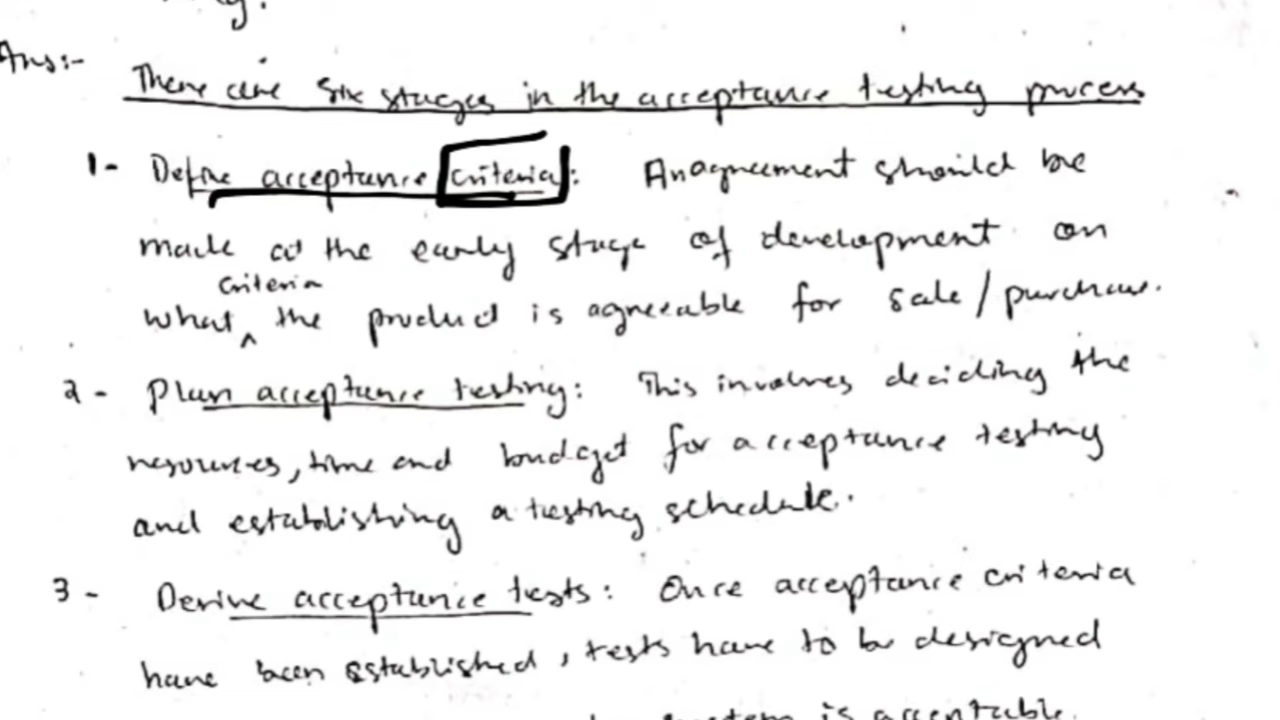 Ans:-
There are six stages in the acceptance testing process
1- Define acceptance criteria: An agreement should be
made at the early stage of development on
criteria
what ^ the product is agreeable for sale/purchase.
2- Plan acceptance testing: This involves deciding the
resources, time and budget for acceptance testing
and establishing a testing schedule.
3- Derive acceptance tests: Once acceptance criteria
have been established, tests have to be designed
system is acceptable.